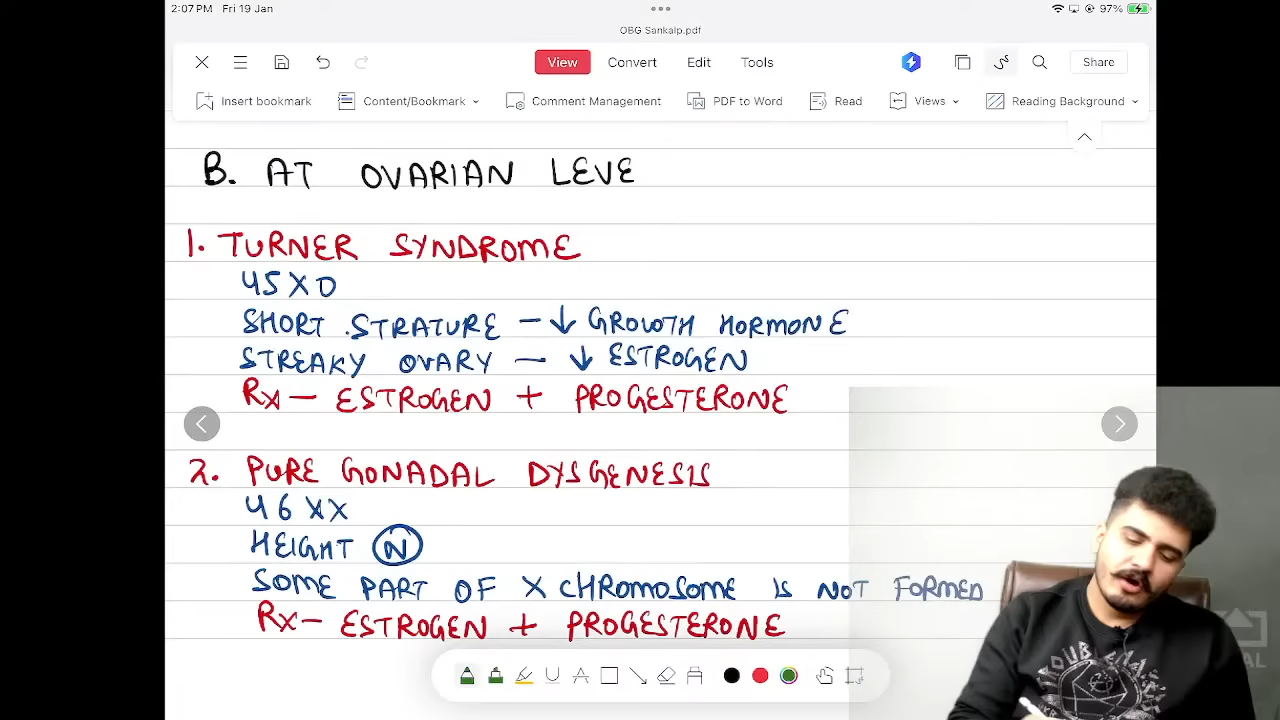 2:07PM Fri 19 Jan
97%
OBG Sankalp.pdf
View Convert Edit Tools Share
Insert bookmark Content/Bookmark Comment Management PDF to Word Read Views Reading Background
B. AT OVARIAN LEVE
1. TURNER SYNDROME
45 XO
SHORT STRATURE - ↓ GROWTH HORMONE
STREAKY OVARY - ↓ ESTROGEN
Rx - ESTROGEN + PROGESTERONE
2. PURE GONADAL DYSGENESIS
46 XX
HEIGHT N
SOME PART OF X CHROMOSOME IS NOT FORMED
Rx - ESTROGEN + PROGESTERONE